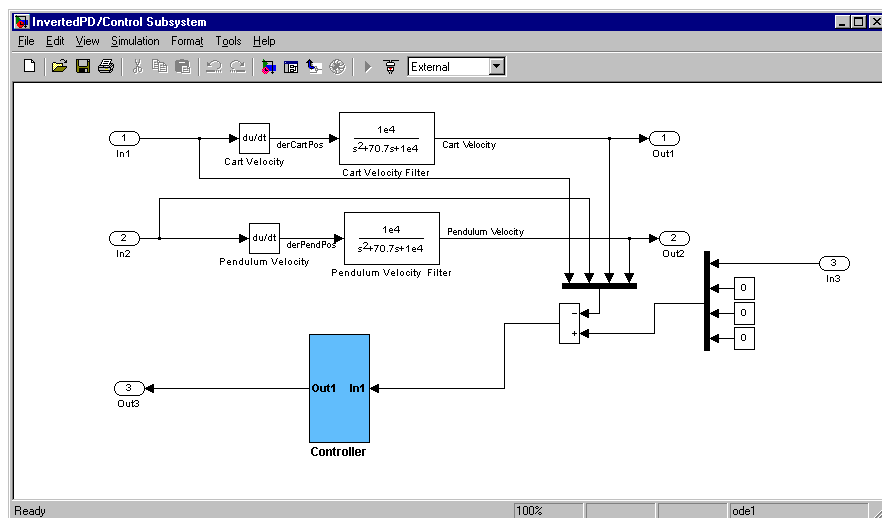 InvertedPD/Control Subsystem
File Edit View Simulation Format Tools Help
External
1
In1
du/dt
Cart Velocity
derCartPos
1e4
s²+70.7s+1e4
Cart Velocity Filter
Cart Velocity
1
Out1
2
In2
du/dt
Pendulum Velocity
derPendPos
1e4
s²+70.7s+1e4
Pendulum Velocity Filter
Pendulum Velocity
2
Out2
3
In3
0
0
0
−
+
3
Out3
Out1 In1
Controller
Ready 100% ode1